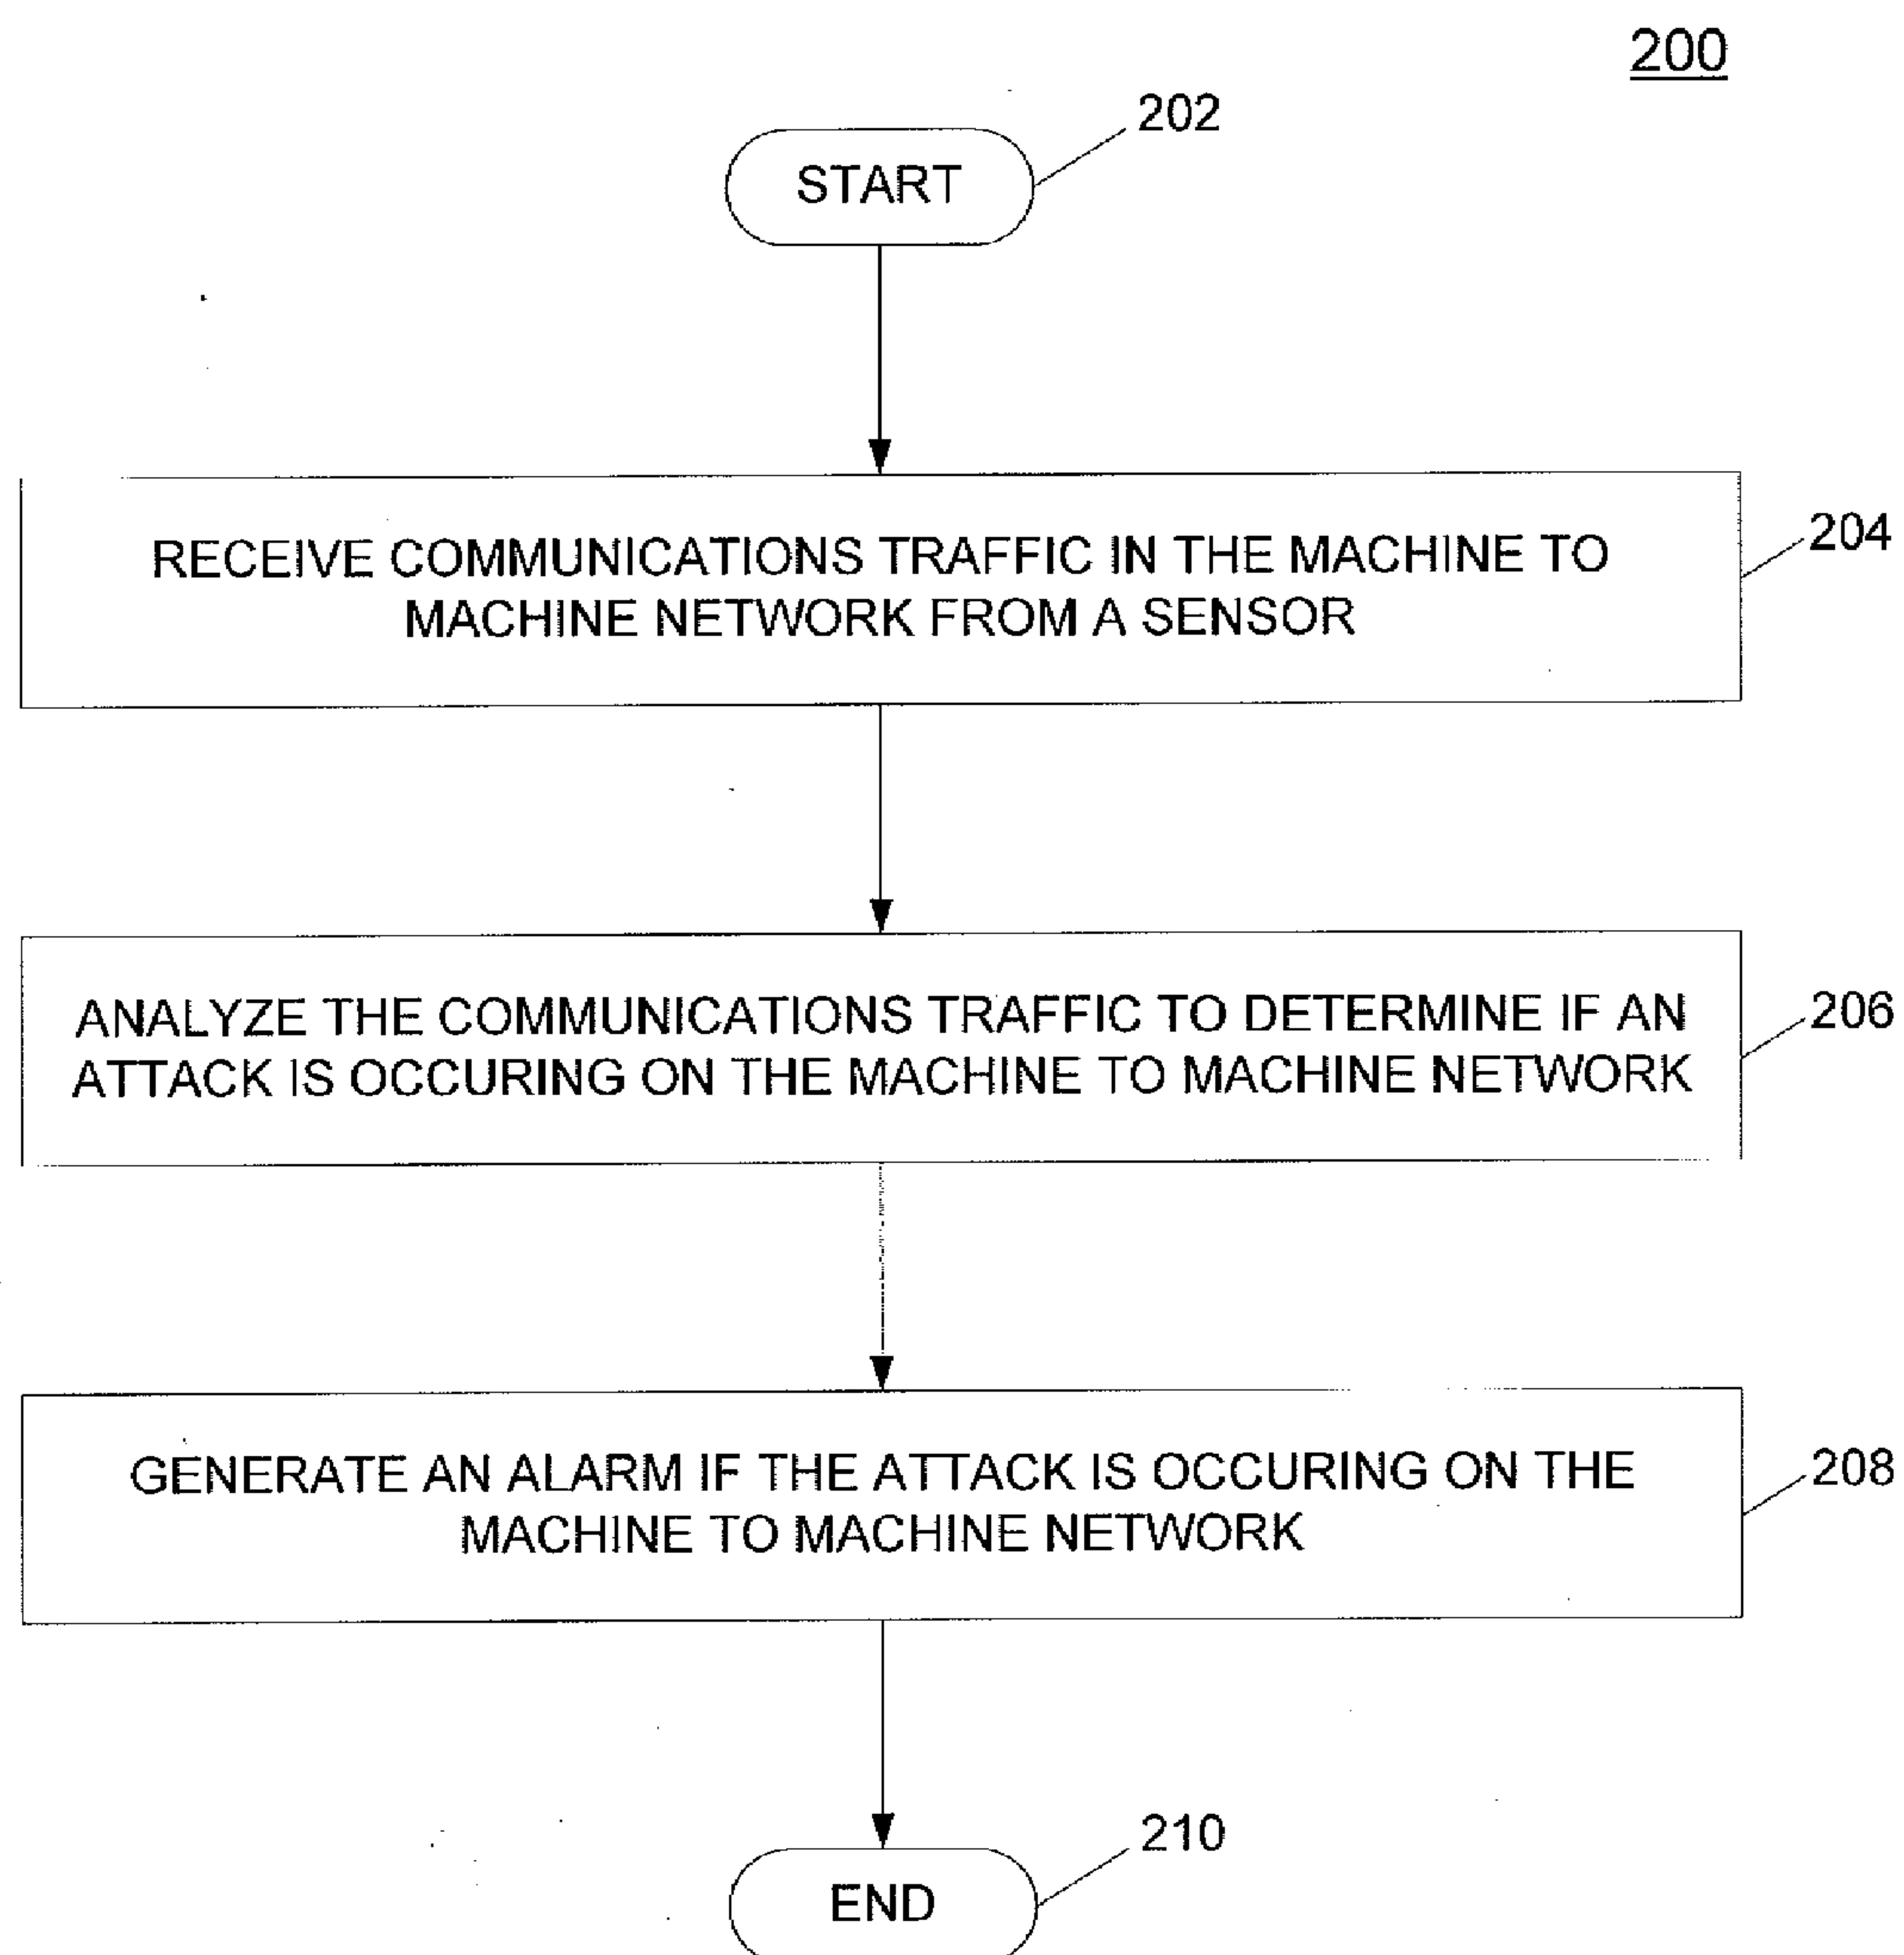 200
202
START
RECEIVE COMMUNICATIONS TRAFFIC IN THE MACHINE TO
MACHINE NETWORK FROM A SENSOR
204
ANALYZE THE COMMUNICATIONS TRAFFIC TO DETERMINE IF AN
ATTACK IS OCCURING ON THE MACHINE TO MACHINE NETWORK
206
GENERATE AN ALARM IF THE ATTACK IS OCCURING ON THE
MACHINE TO MACHINE NETWORK
208
210
END